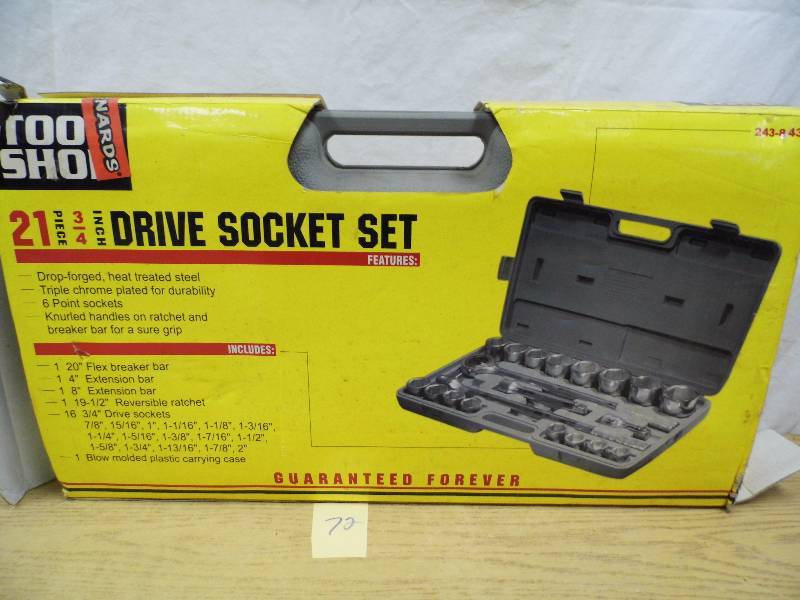 TOO
SHO
NARDS®
243-8 43
21 PIECE 3/4 INCH DRIVE SOCKET SET
FEATURES:
— Drop-forged, heat treated steel
— Triple chrome plated for durability
— 6 Point sockets
— Knurled handles on ratchet and
breaker bar for a sure grip
INCLUDES:
— 1 20" Flex breaker bar
— 1 4" Extension bar
— 1 8" Extension bar
— 1 19-1/2" Reversible ratchet
— 16 3/4" Drive sockets
7/8", 15/16", 1", 1-1/16", 1-1/8", 1-3/16",
1-1/4", 1-5/16", 1-3/8", 1-7/16", 1-1/2",
1-5/8", 1-3/4", 1-13/16", 1-7/8", 2"
— 1 Blow molded plastic carrying case
GUARANTEED FOREVER
72